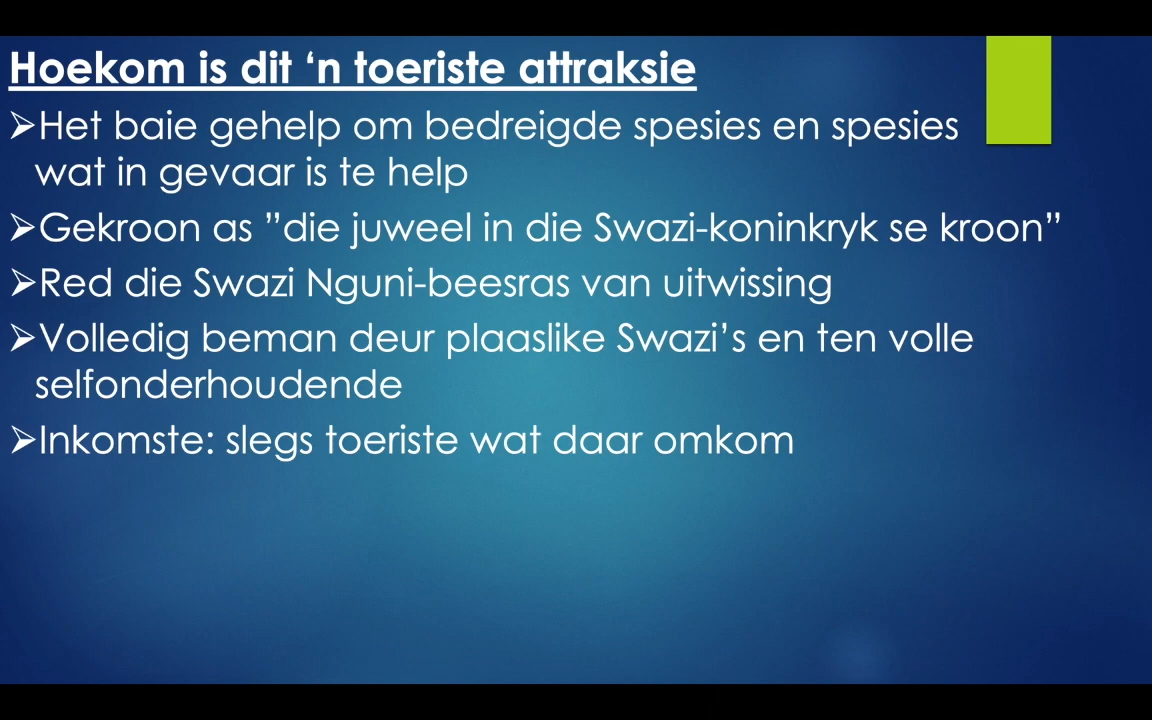 Hoekom is dit ‘n toeriste attraksie
➢Het baie gehelp om bedreigde spesies en spesies
wat in gevaar is te help
➢Gekroon as ”die juweel in die Swazi-koninkryk se kroon”
➢Red die Swazi Nguni-beesras van uitwissing
➢Volledig beman deur plaaslike Swazi’s en ten volle
selfonderhoudende
➢Inkomste: slegs toeriste wat daar omkom